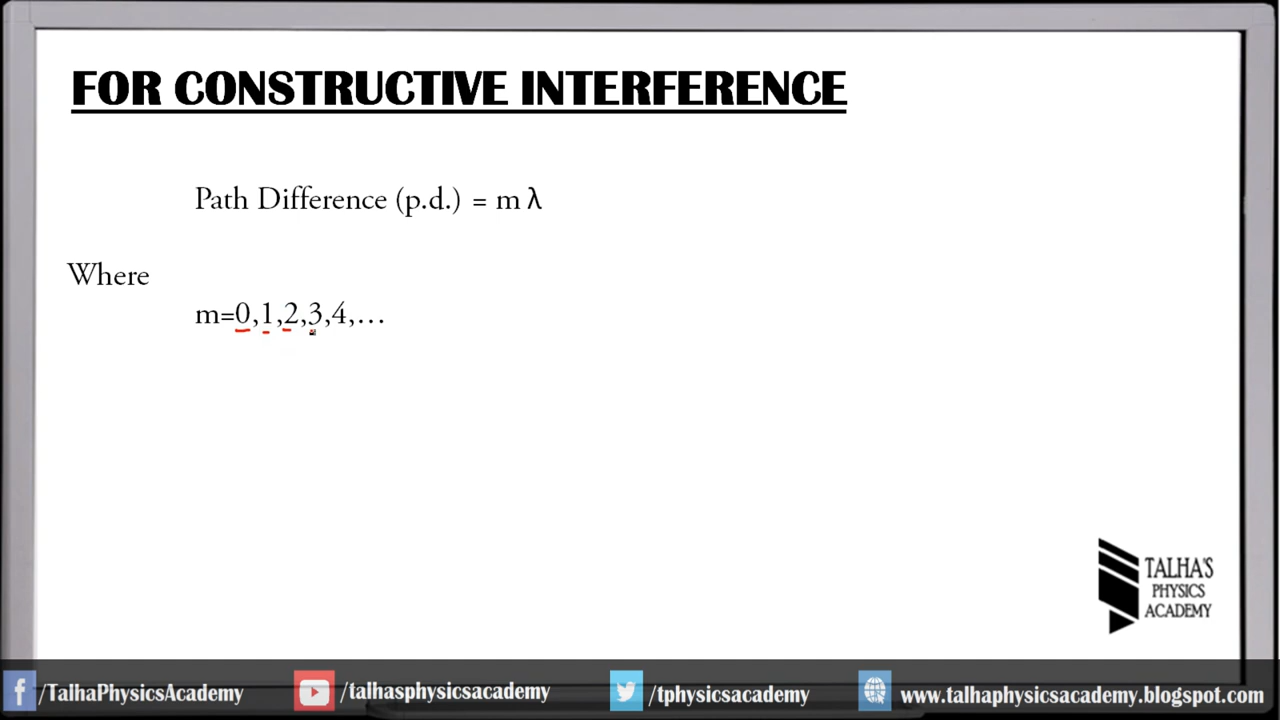 FOR CONSTRUCTIVE INTERFERENCE
Path Difference (p.d.) = m λ
Where
m=0,1,2,3,4,...
TALHA'S
PHYSICS
ACADEMY
/TalhaPhysicsAcademy
/talhasphysicsacademy
/tphysicsacademy
www.talhaphysicsacademy.blogspot.com